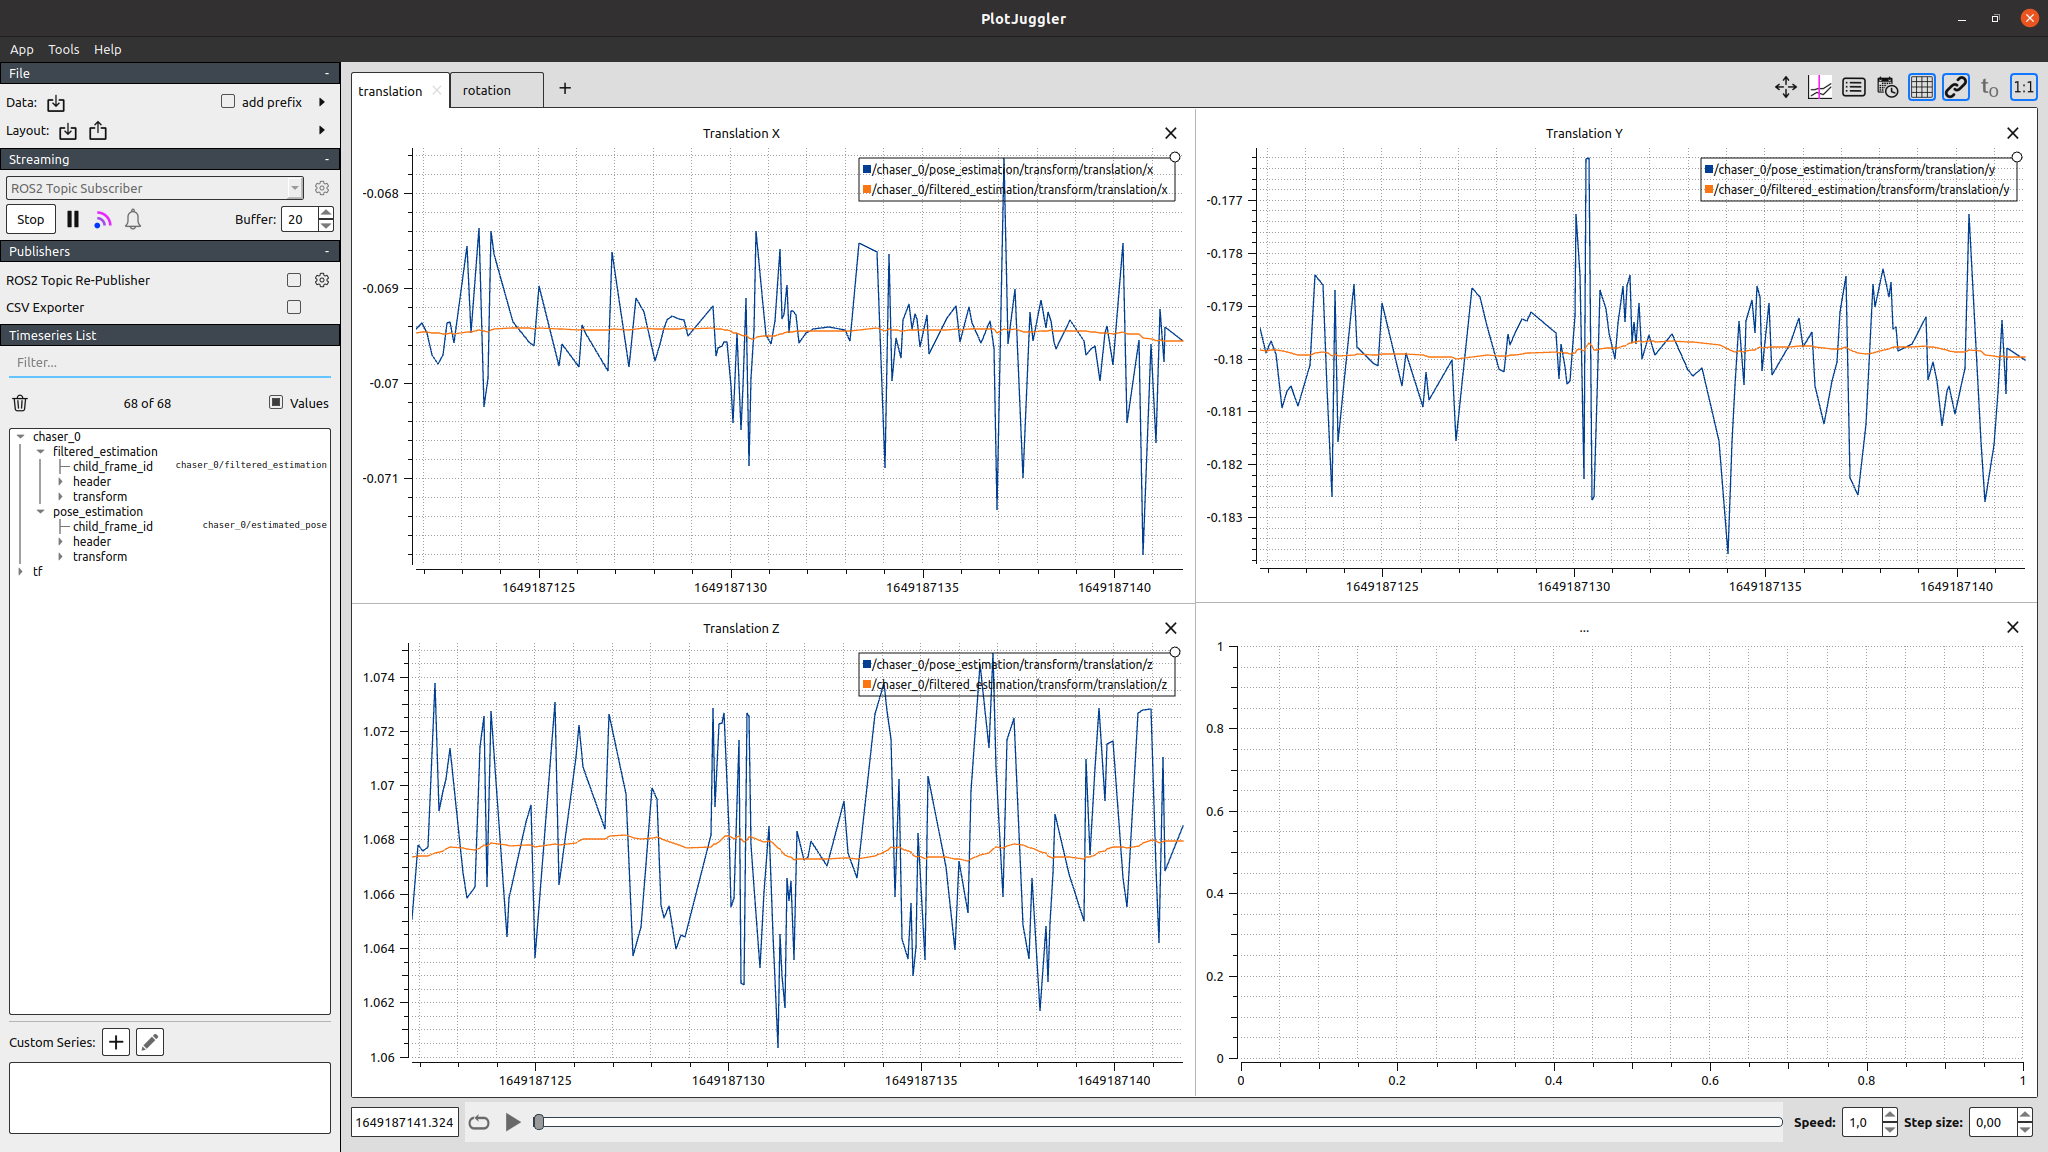 PlotJuggler
App Tools Help
File -
Data: add prefix
Layout:
Streaming -
ROS2 Topic Subscriber
Stop Buffer: 20
Publishers -
ROS2 Topic Re-Publisher
CSV Exporter
Timeseries List
Filter...
68 of 68 Values
chaser_0
filtered_estimation
child_frame_id chaser_0/filtered_estimation
header
transform
pose_estimation
child_frame_id chaser_0/estimated_pose
header
transform
tf
Custom Series:
translation rotation +
t0 1:1
Translation X
/chaser_0/pose_estimation/transform/translation/x
/chaser_0/filtered_estimation/transform/translation/x
-0.068
-0.069
-0.07
-0.071
1649187125 1649187130 1649187135 1649187140
Translation Y
/chaser_0/pose_estimation/transform/translation/y
/chaser_0/filtered_estimation/transform/translation/y
-0.177
-0.178
-0.179
-0.18
-0.181
-0.182
-0.183
1649187125 1649187130 1649187135 1649187140
Translation Z
/chaser_0/pose_estimation/transform/translation/z
/chaser_0/filtered_estimation/transform/translation/z
1.074
1.072
1.07
1.068
1.066
1.064
1.062
1.06
1649187125 1649187130 1649187135 1649187140
...
1
0.8
0.6
0.4
0.2
0
0 0.2 0.4 0.6 0.8 1
1649187141.324 Speed: 1,0 Step size: 0,00